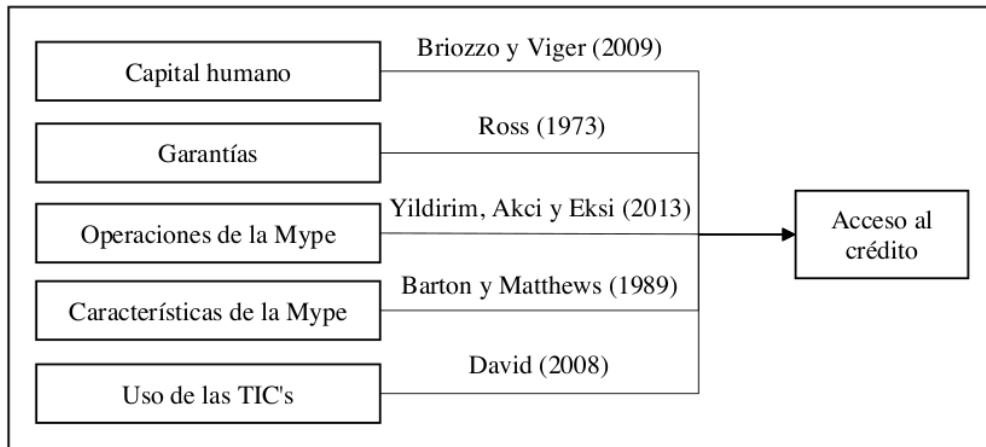 Capital humano
Briozzo y Viger (2009)
Garantías
Ross (1973)
Operaciones de la Mype
Yildirim, Akci y Eksi (2013)
Acceso al
crédito
Características de la Mype
Barton y Matthews (1989)
Uso de las TIC's
David (2008)